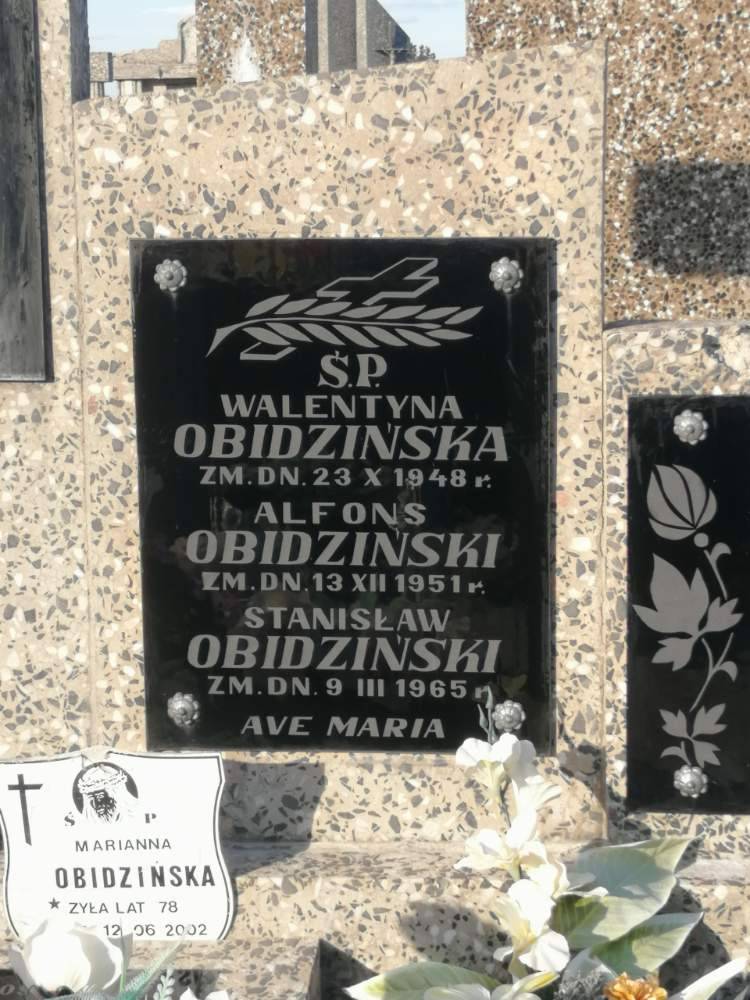 Ś.P.
WALENTYNA
OBIDZIŃSKA
ZM. DN. 23 X 1948 r.
ALFONS
OBIDZIŃSKI
ZM. DN. 13 XII 1951 r.
STANISŁAW
OBIDZIŃSKI
ZM. DN. 9 III 1965 r.
AVE MARIA
Ś P
MARIANNA
OBIDZIŃSKA
* ŻYŁA LAT 78
12 06 2002